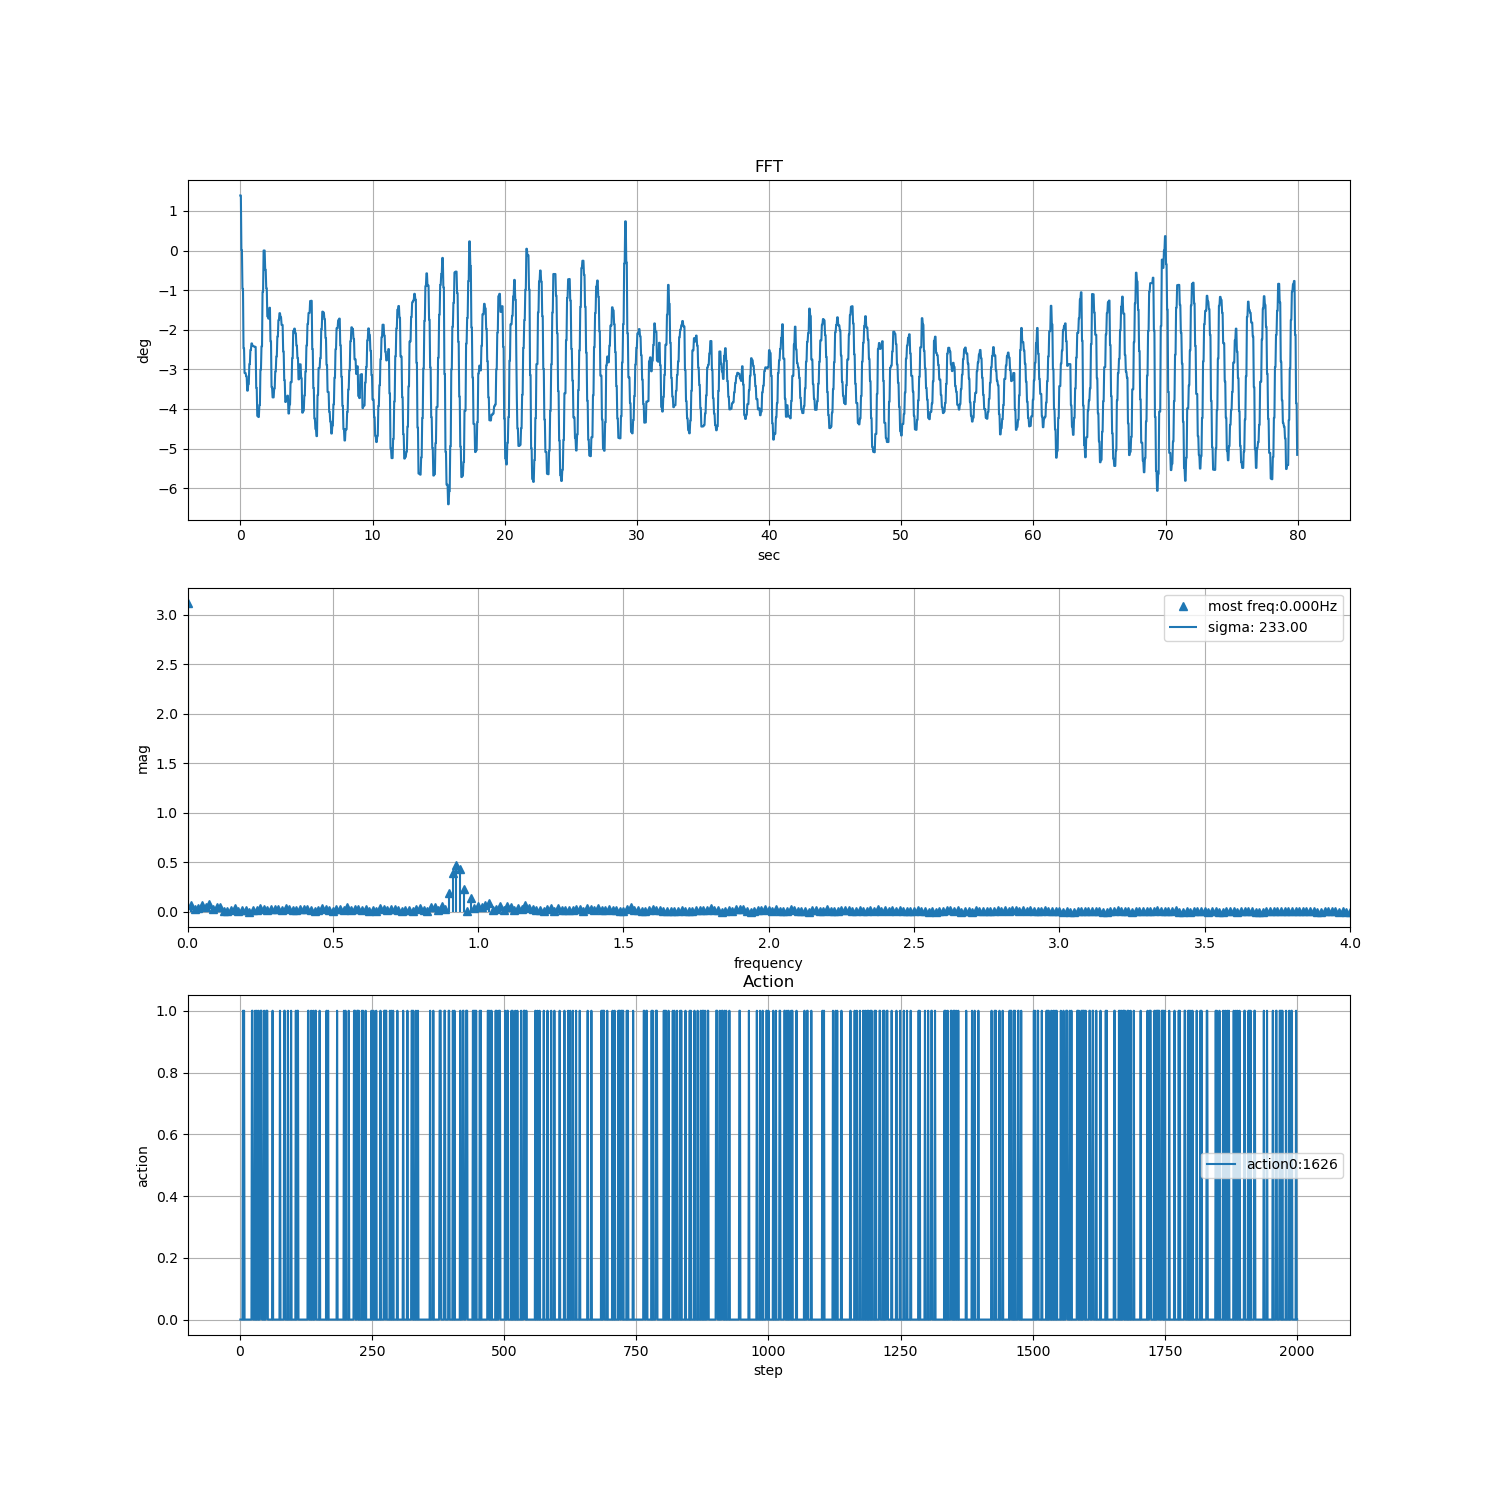 FFT
1
0
−1
−2
−3
−4
−5
−6
deg
0 10 20 30 40 50 60 70 80
sec
most freq:0.000Hz
sigma: 233.00
3.0
2.5
2.0
1.5
1.0
0.5
0.0
mag
0.0 0.5 1.0 1.5 2.0 2.5 3.0 3.5 4.0
frequency
Action
1.0
0.8
0.6
0.4
0.2
0.0
action
action0:1626
0 250 500 750 1000 1250 1500 1750 2000
step